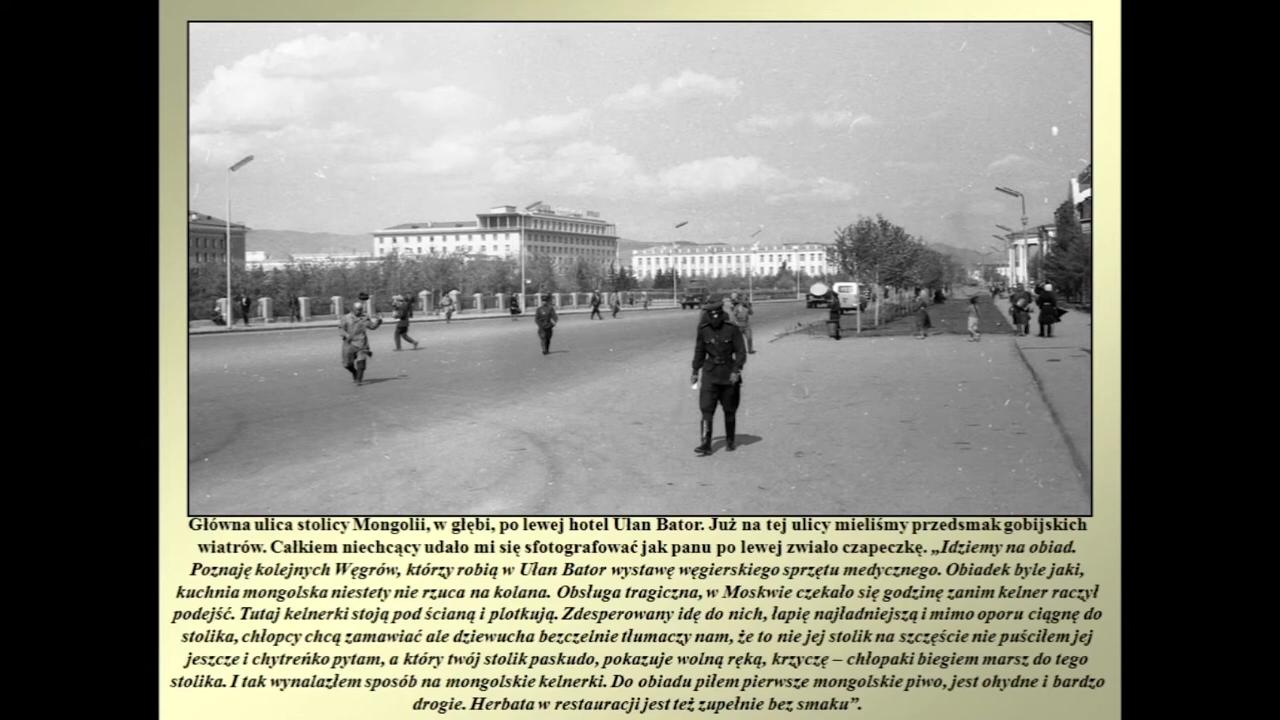 Główna ulica stolicy Mongolii, w głębi, po lewej hotel Ułan Bator. Już na tej ulicy mieliśmy przedsmak gobijskich
wiatrów. Całkiem niechcący udało mi się sfotografować jak panu po lewej zwiało czapeczkę. „Idziemy na obiad.
Poznaję kolejnych Węgrów, którzy robią w Ułan Bator wystawę węgierskiego sprzętu medycznego. Obiadek byle jaki,
kuchnia mongolska niestety nie rzuca na kolana. Obsługa tragiczna, w Moskwie czekało się godzinę zanim kelner raczył
podejść. Tutaj kelnerki stoją pod ścianą i plotkują. Zdesperowany idę do nich, łapię najładniejszą i mimo oporu ciągnę do
stolika, chłopcy chcą zamawiać ale dziewucha bezczelnie tłumaczy nam, że to nie jej stolik na szczęście nie puściłem jej
jeszcze i chytreńko pytam, a który twój stolik paskudo, pokazuje wolną ręką, krzyczę – chłopaki biegiem marsz do tego
stolika. I tak wynalazłem sposób na mongolskie kelnerki. Do obiadu piłem pierwsze mongolskie piwo, jest ohydne i bardzo
drogie. Herbata w restauracji jest też zupełnie bez smaku”.